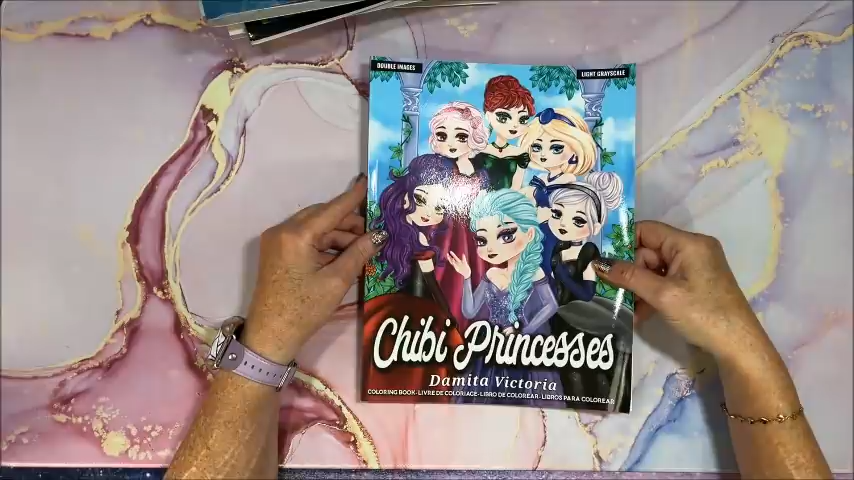 DOUBLE IMAGES
LIGHT GRAYSCALE
Chibi Princesses
Damita Victoria
COLORING BOOK-LIVRE DE COLORIAGE-LIBRO DE COLOREAR-LIBROS PARA COLOREAR